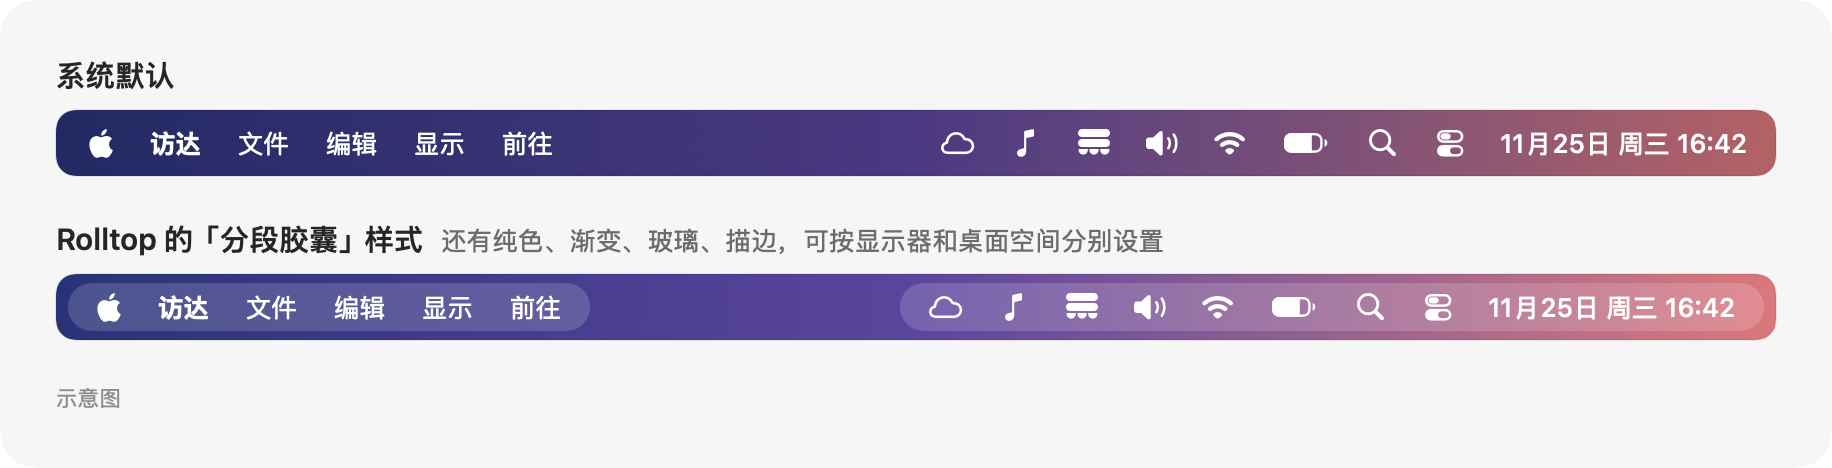 系统默认
访达 文件 编辑 显示 前往 11月25日 周三 16:42
Rolltop 的「分段胶囊」样式 还有纯色、渐变、玻璃、描边，可按显示器和桌面空间分别设置
访达 文件 编辑 显示 前往 11月25日 周三 16:42
示意图